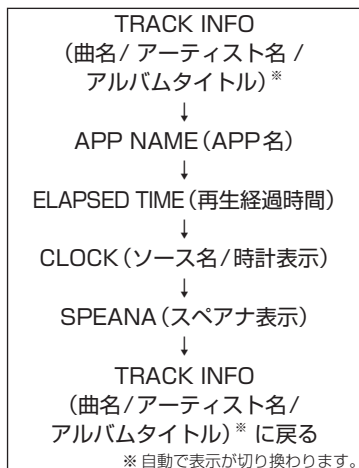 TRACK INFO
（曲名/アーティスト名/
アルバムタイトル）※
↓
APP NAME（APP名）
↓
ELAPSED TIME（再生経過時間）
↓
CLOCK（ソース名/時計表示）
↓
SPEANA（スペアナ表示）
↓
TRACK INFO
（曲名/アーティスト名/
アルバムタイトル）※ に戻る
※ 自動で表示が切り換わります。